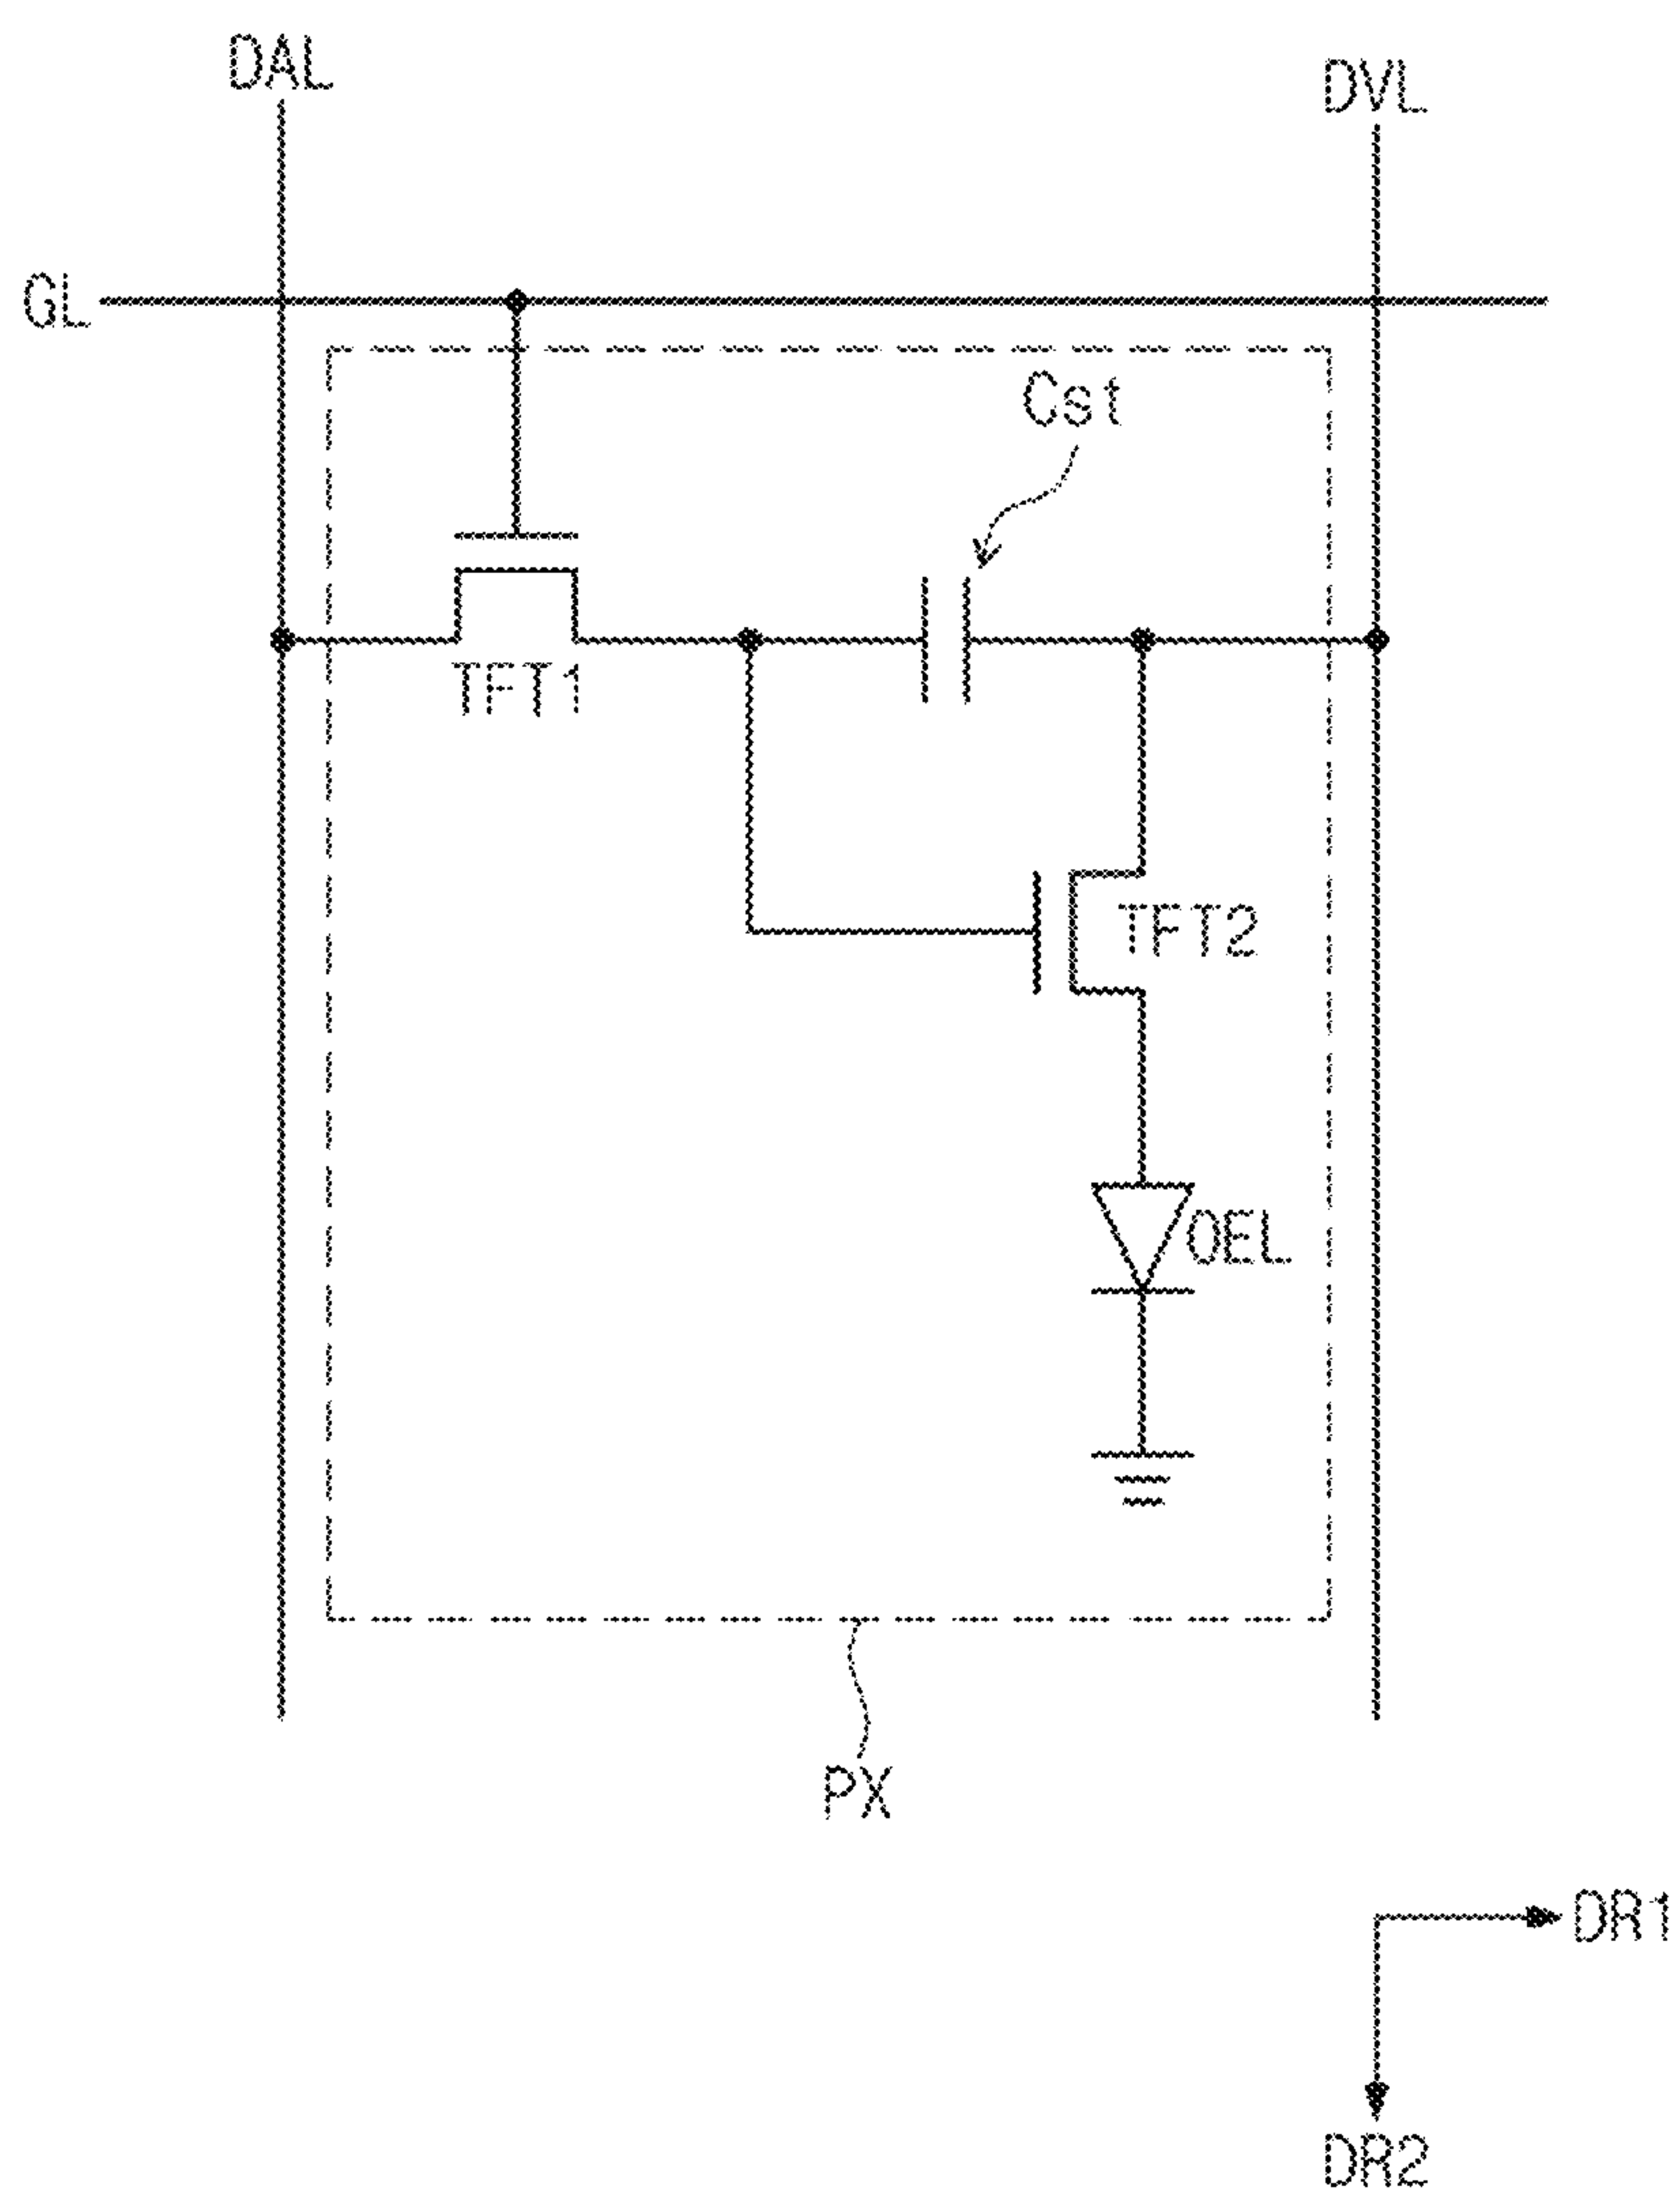 DAL
DVL
GL
Cst
TFT1
TFT2
OEL
PX
DR1
DR2